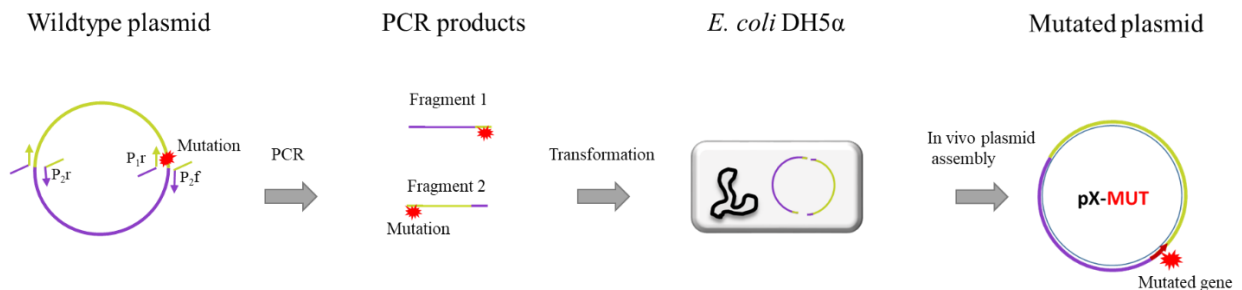 Wildtype plasmid
PCR products
E. coli DH5α
Mutated plasmid
P₁r
Mutation
P₂r
P₂f
PCR
Fragment 1
Fragment 2
Mutation
Transformation
In vivo plasmid
assembly
pX-MUT
Mutated gene